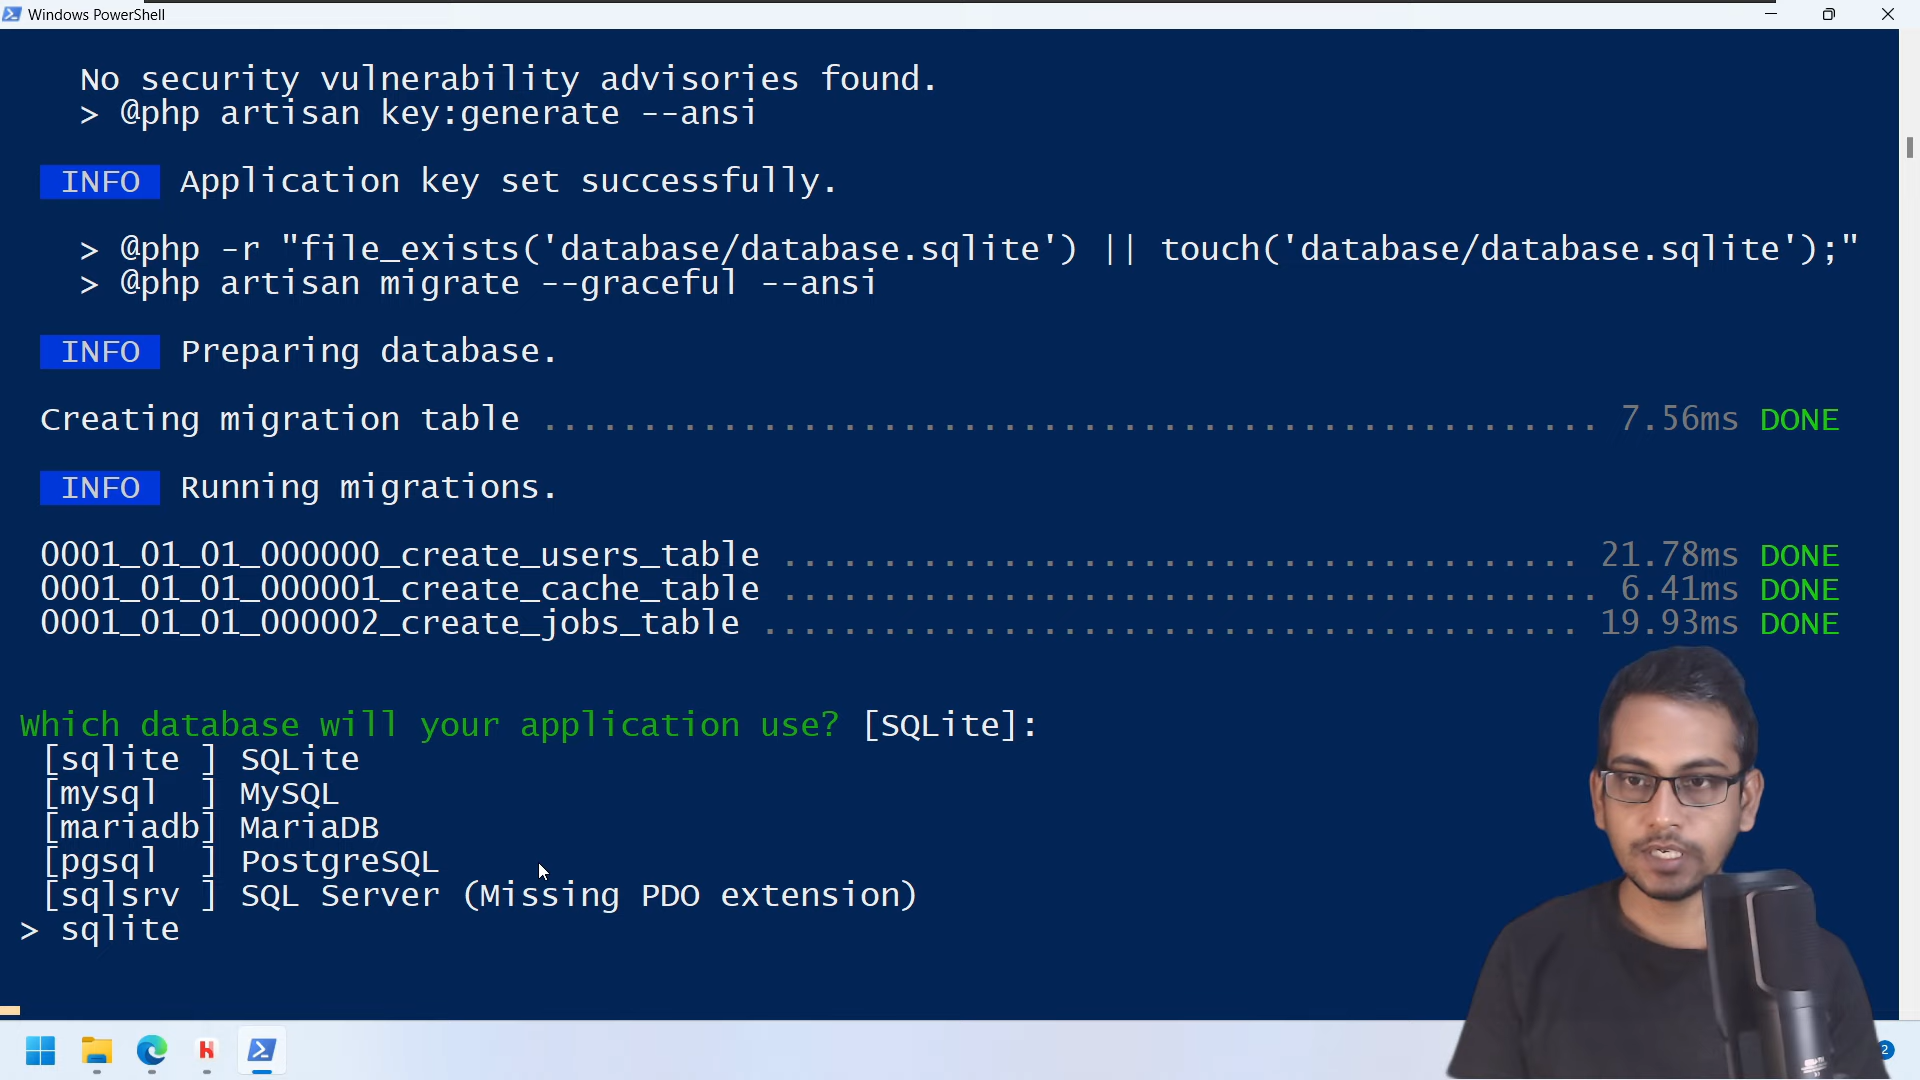 Windows PowerShell
No security vulnerability advisories found.
> @php artisan key:generate --ansi
INFO Application key set successfully.
> @php -r "file_exists('database/database.sqlite') || touch('database/database.sqlite');"
> @php artisan migrate --graceful --ansi
INFO Preparing database.
Creating migration table ..................................................... 7.56ms DONE
INFO Running migrations.
0001_01_01_000000_create_users_table ........................................ 21.78ms DONE
0001_01_01_000001_create_cache_table ......................................... 6.41ms DONE
0001_01_01_000002_create_jobs_table ......................................... 19.93ms DONE
Which database will your application use? [SQLite]:
[sqlite ] SQLite
[mysql  ] MySQL
[mariadb] MariaDB
[pgsql  ] PostgreSQL
[sqlsrv ] SQL Server (Missing PDO extension)
> sqlite
2